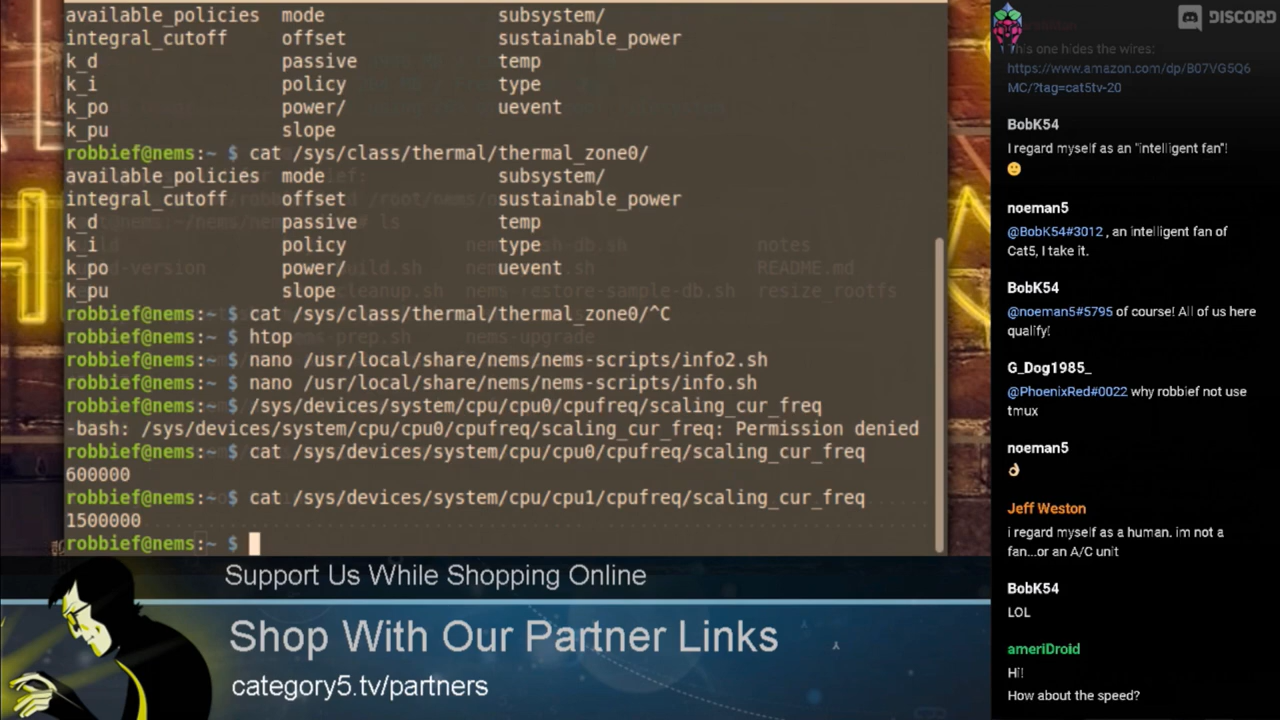 available_policies mode subsystem/
integral_cutoff offset sustainable_power
k_d passive temp
k_i policy type
k_po power/ uevent
k_pu slope
robbief@nems:~ $ cat /sys/class/thermal/thermal_zone0/
available_policies mode subsystem/
integral_cutoff offset sustainable_power
k_d passive temp
k_i policy type
k_po power/ uevent
k_pu slope
robbief@nems:~ $ cat /sys/class/thermal/thermal_zone0/^C
robbief@nems:~ $ htop
robbief@nems:~ $ nano /usr/local/share/nems/nems-scripts/info2.sh
robbief@nems:~ $ nano /usr/local/share/nems/nems-scripts/info.sh
robbief@nems:~ $ /sys/devices/system/cpu/cpu0/cpufreq/scaling_cur_freq
-bash: /sys/devices/system/cpu/cpu0/cpufreq/scaling_cur_freq: Permission denied
robbief@nems:~ $ cat /sys/devices/system/cpu/cpu0/cpufreq/scaling_cur_freq
600000
robbief@nems:~ $ cat /sys/devices/system/cpu/cpu1/cpufreq/scaling_cur_freq
1500000
robbief@nems:~ $
Support Us While Shopping Online
Shop With Our Partner Links
category5.tv/partners
DISCORD
This one hides the wires:
https://www.amazon.com/dp/B07VG5Q6
MC/?tag=cat5tv-20
BobK54
I regard myself as an "intelligent fan"!
noeman5
@BobK54#3012 , an intelligent fan of
Cat5, I take it.
BobK54
@noeman5#5795 of course! All of us here
qualify!
G_Dog1985_
@PhoenixRed#0022 why robbief not use
tmux
noeman5
Jeff Weston
i regard myself as a human. im not a
fan...or an A/C unit
BobK54
LOL
ameriDroid
Hi!
How about the speed?